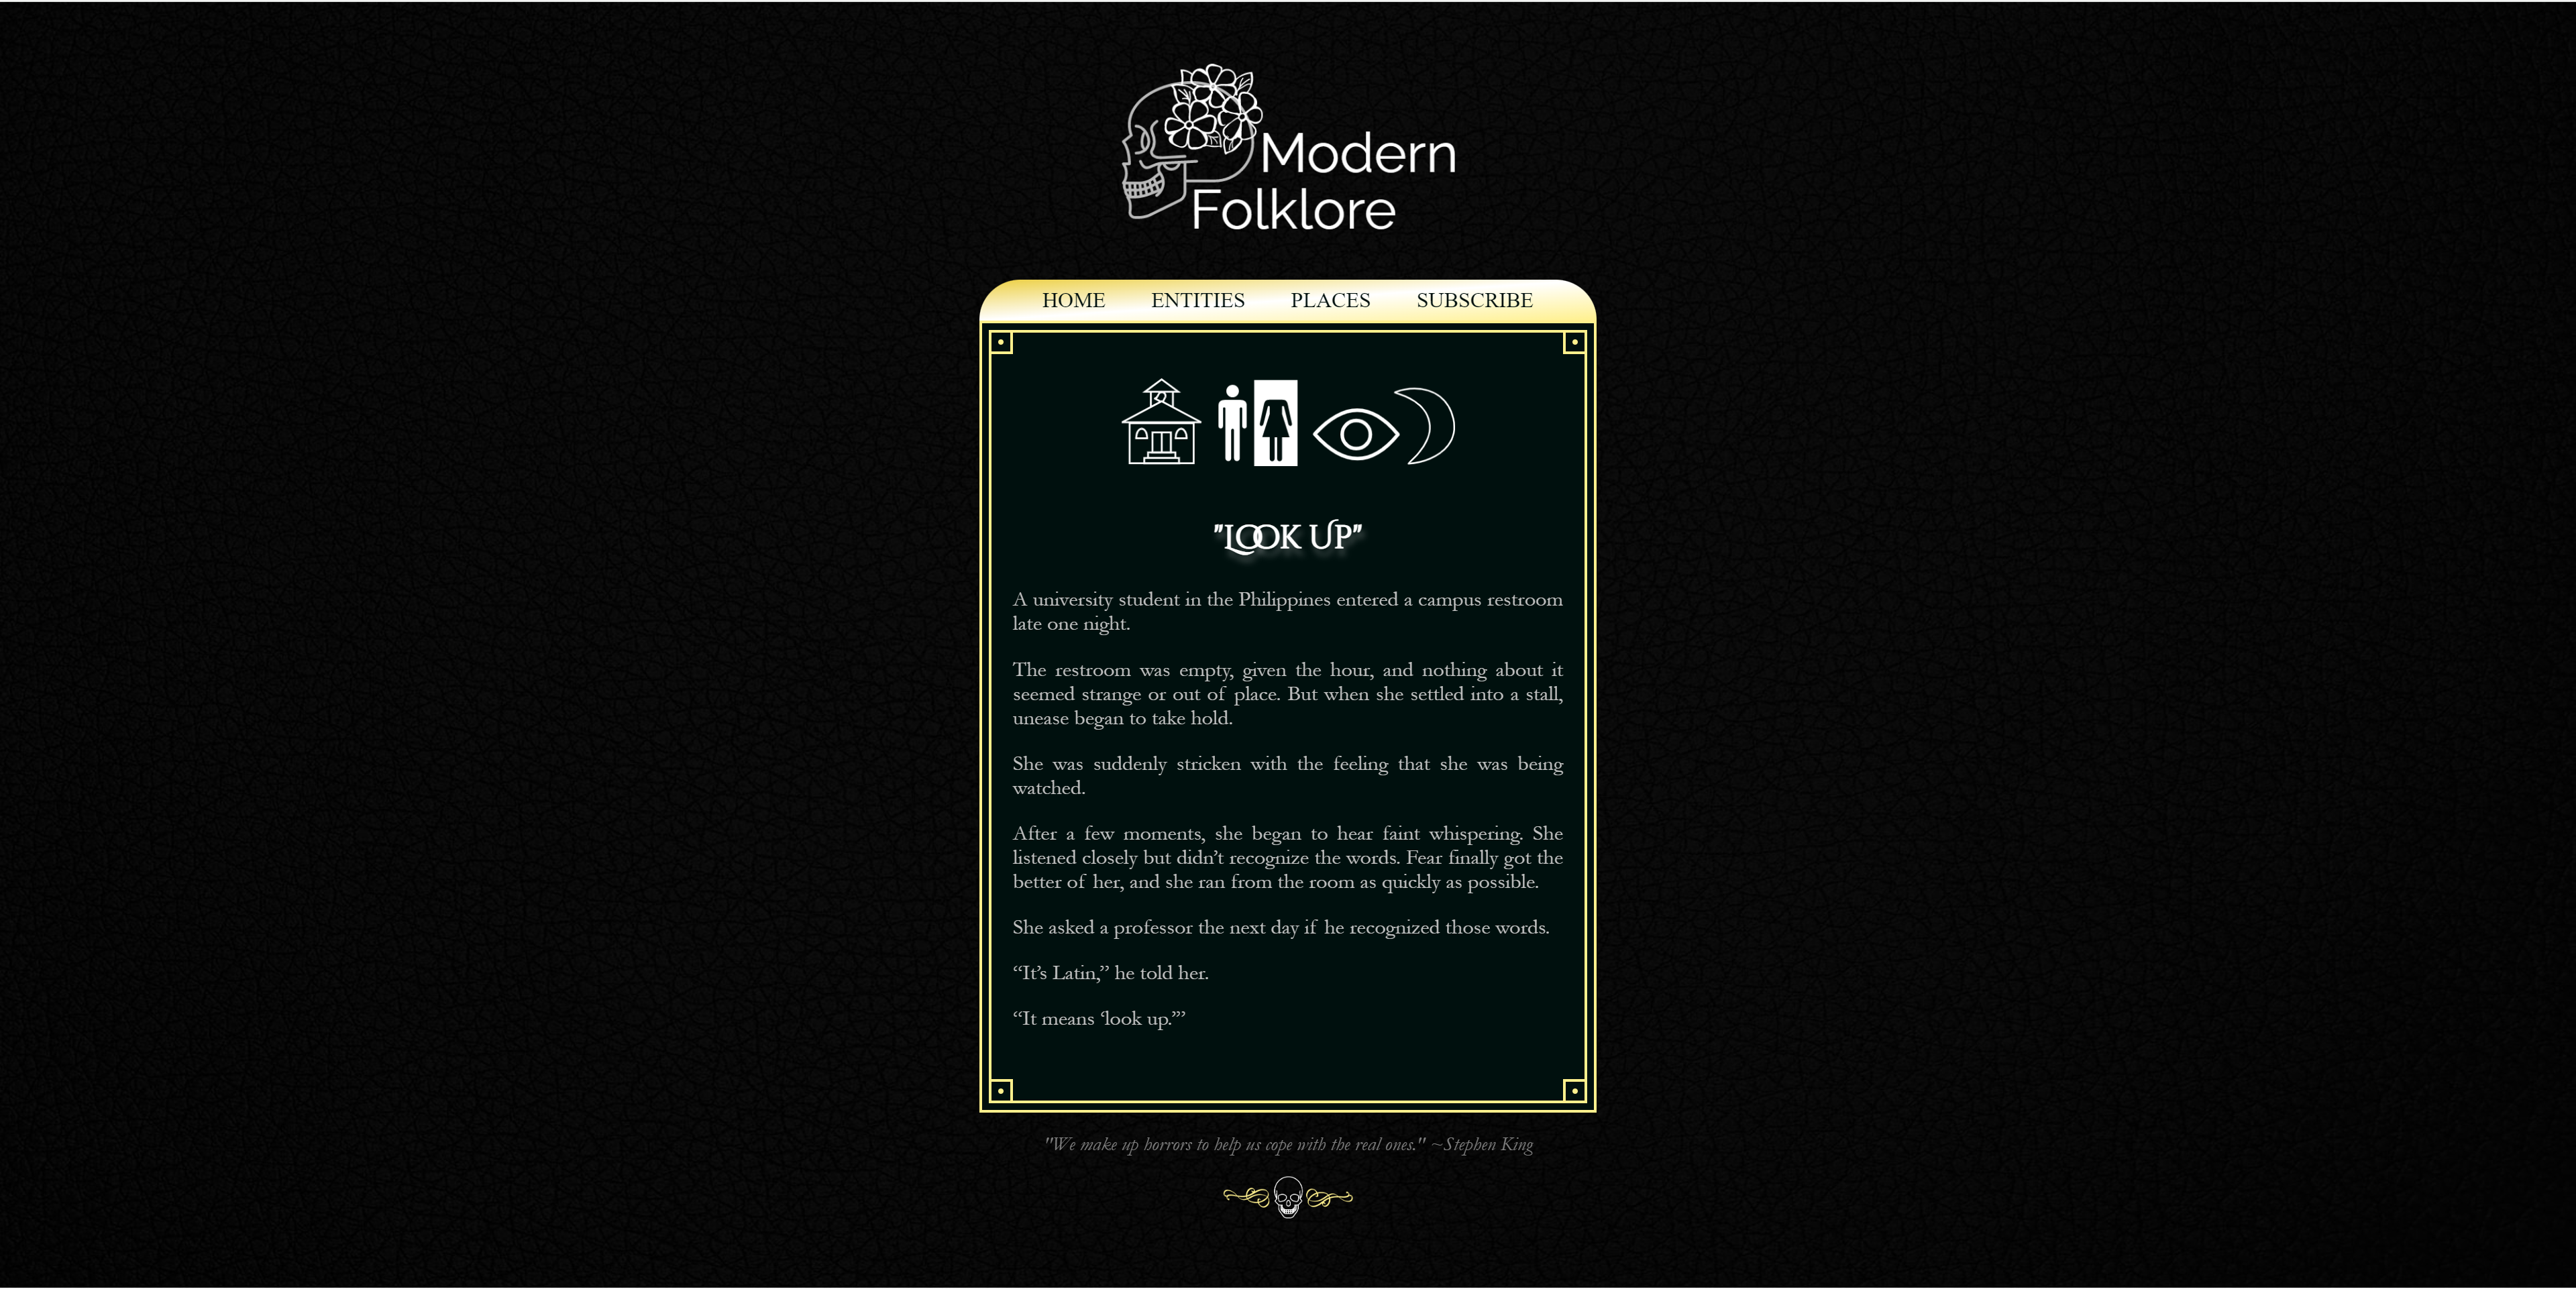 Modern
Folklore
HOME ENTITIES PLACES SUBSCRIBE
"LOOK UP"
A university student in the Philippines entered a campus restroom
late one night.
The restroom was empty, given the hour, and nothing about it
seemed strange or out of place. But when she settled into a stall,
unease began to take hold.
She was suddenly stricken with the feeling that she was being
watched.
After a few moments, she began to hear faint whispering. She
listened closely but didn’t recognize the words. Fear finally got the
better of her, and she ran from the room as quickly as possible.
She asked a professor the next day if he recognized those words.
“It’s Latin,” he told her.
“It means ‘look up.’”
"We make up horrors to help us cope with the real ones." ~Stephen King